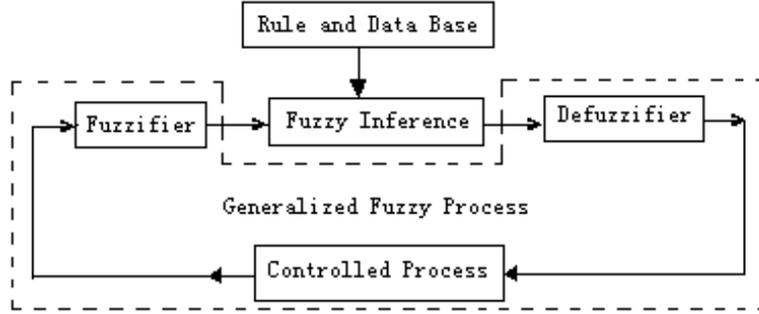 Rule and Data Base
Fuzzifier
Fuzzy Inference
Defuzzifier
Generalized Fuzzy Process
Controlled Process